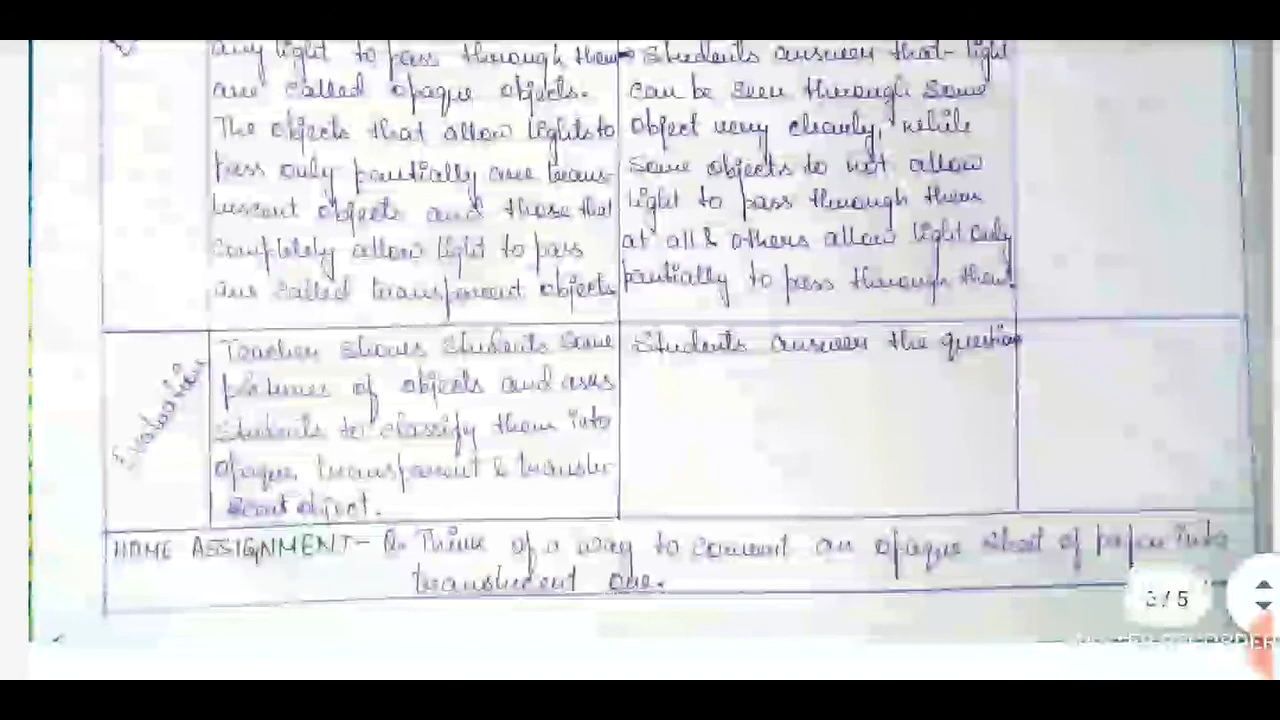 any light to pass through them
are called opaque objects.
The objects that allow lights to
pass only partially are trans-
luscent objects and those that
completely allow light to pass
are called transparent objects
→ Students answer that light
can be seen through some
object very clearly, while
some objects to not allow
light to pass through them
at all & others allow light only
partially to pass through them.
Evaluation
Teacher shows students some
pictures of objects and asks
students to classify them into
opaque, transparent & translu-
scent object.
Students answer the question
HOME ASSIGNMENT- Q. Think of a way to convert an opaque sheet of paper into
translucent one.
3/5